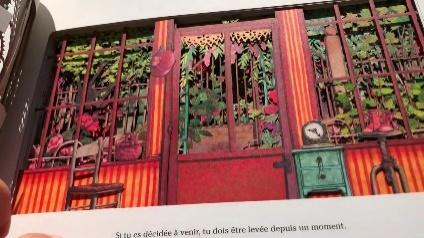 Si tu es décidée à venir, tu dois être levée depuis un moment.